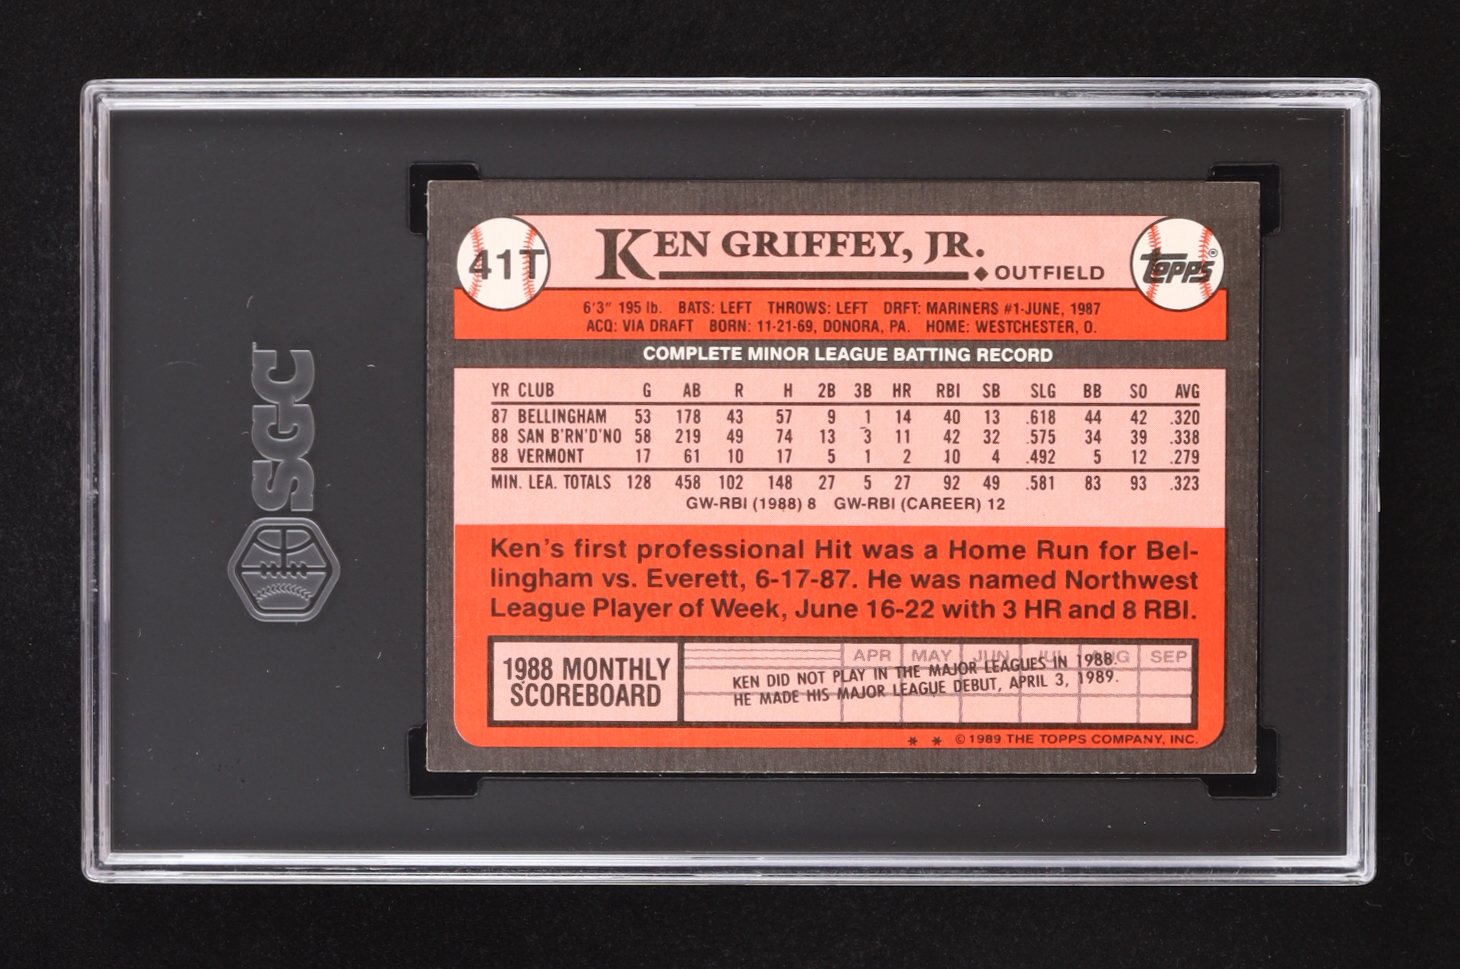 SGC
41T
KEN GRIFFEY, JR.
OUTFIELD
topps®
6'3" 195 lb. BATS: LEFT THROWS: LEFT DRFT: MARINERS #1-JUNE, 1987
ACQ: VIA DRAFT BORN: 11-21-69, DONORA, PA. HOME: WESTCHESTER, O.
COMPLETE MINOR LEAGUE BATTING RECORD
YR CLUB G AB R H 2B 3B HR RBI SB SLG BB SO AVG
87 BELLINGHAM 53 178 43 57 9 1 14 40 13 .618 44 42 .320
88 SAN B'RN'D'NO 58 219 49 74 13 3 11 42 32 .575 34 39 .338
88 VERMONT 17 61 10 17 5 1 2 10 4 .492 5 12 .279
MIN. LEA. TOTALS 128 458 102 148 27 5 27 92 49 .581 83 93 .323
GW-RBI (1988) 8 GW-RBI (CAREER) 12
Ken's first professional Hit was a Home Run for Bel-
lingham vs. Everett, 6-17-87. He was named Northwest
League Player of Week, June 16-22 with 3 HR and 8 RBI.
1988 MONTHLY
SCOREBOARD
APR MAY JUN JUL AUG SEP
KEN DID NOT PLAY IN THE MAJOR LEAGUES IN 1988.
HE MADE HIS MAJOR LEAGUE DEBUT, APRIL 3, 1989.
* * © 1989 THE TOPPS COMPANY, INC.